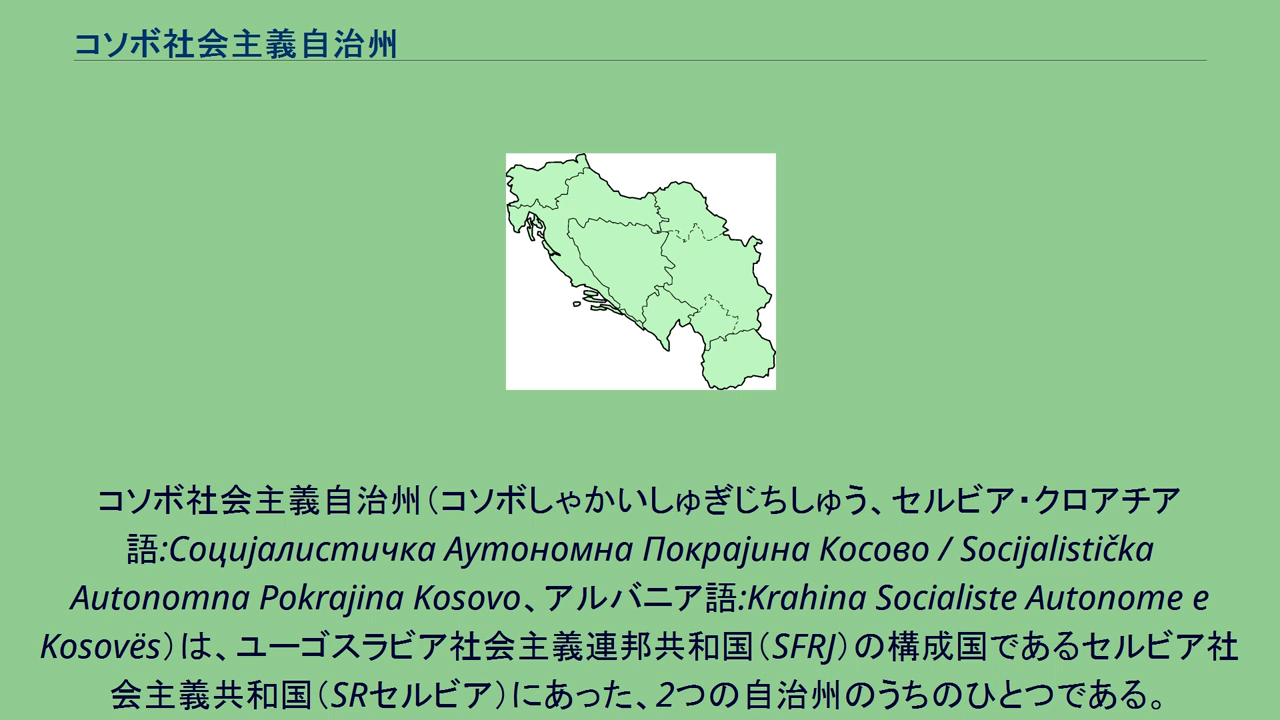 コソボ社会主義自治州
コソボ社会主義自治州（コソボしゃかいしゅぎじちしゅう、セルビア・クロアチア
語:Социјалистичка Аутономна Покрајина Косово / Socijalistička
Autonomna Pokrajina Kosovo、アルバニア語:Krahina Socialiste Autonome e
Kosovës）は、ユーゴスラビア社会主義連邦共和国（SFRJ）の構成国であるセルビア社
会主義共和国（SRセルビア）にあった、2つの自治州のうちのひとつである。